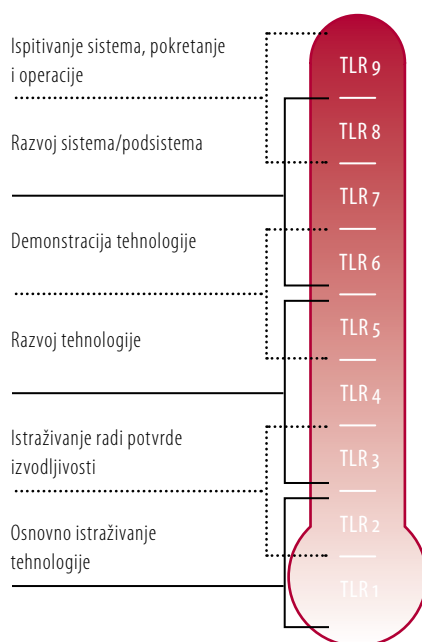 Ispitivanje sistema, pokretanje
i operacije
TLR 9
Razvoj sistema/podsistema
TLR 8
TLR 7
Demonstracija tehnologije
TLR 6
Razvoj tehnologije
TLR 5
TLR 4
Istraživanje radi potvrde
izvodljivosti
TLR 3
Osnovno istraživanje
tehnologije
TLR 2
TLR 1